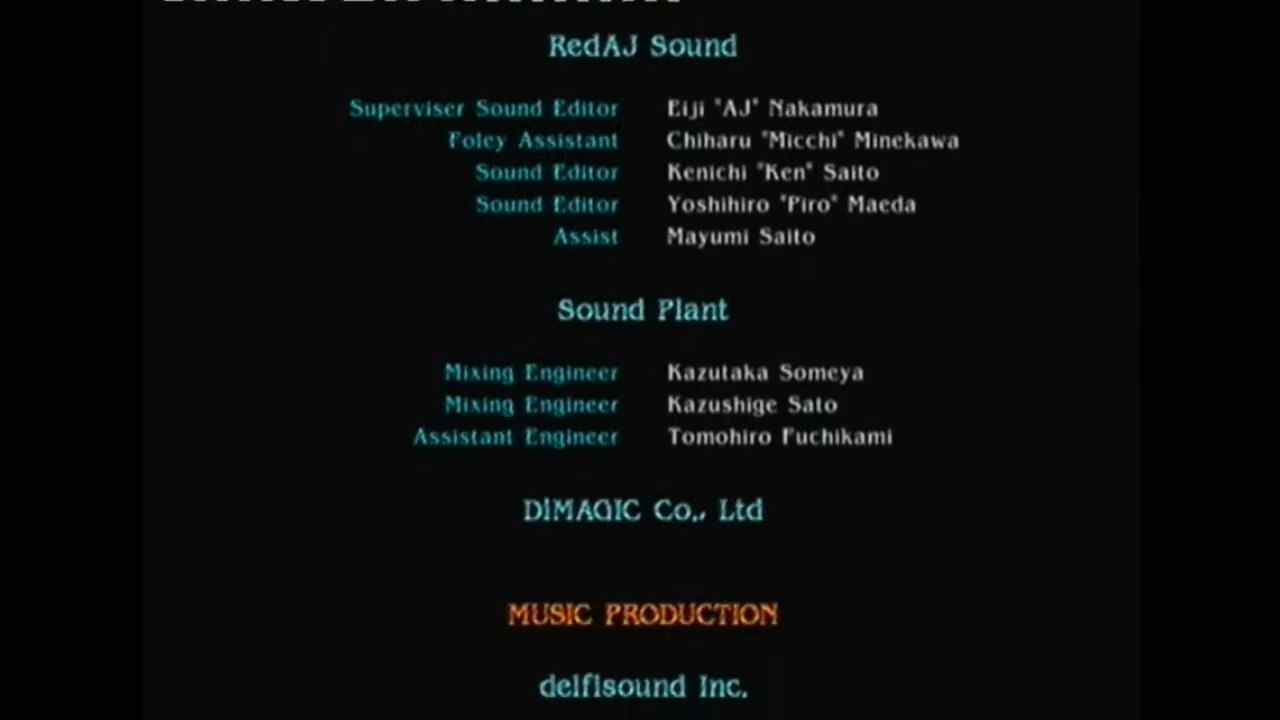 RedAJ Sound
Superviser Sound Editor Eiji "AJ" Nakamura
Foley Assistant Chiharu "Micchi" Minekawa
Sound Editor Kenichi "Ken" Saito
Sound Editor Yoshihiro "Piro" Maeda
Assist Mayumi Saito
Sound Plant
Mixing Engineer Kazutaka Someya
Mixing Engineer Kazushige Sato
Assistant Engineer Tomohiro Fuchikami
DIMAGIC Co., Ltd
MUSIC PRODUCTION
delfisound Inc.